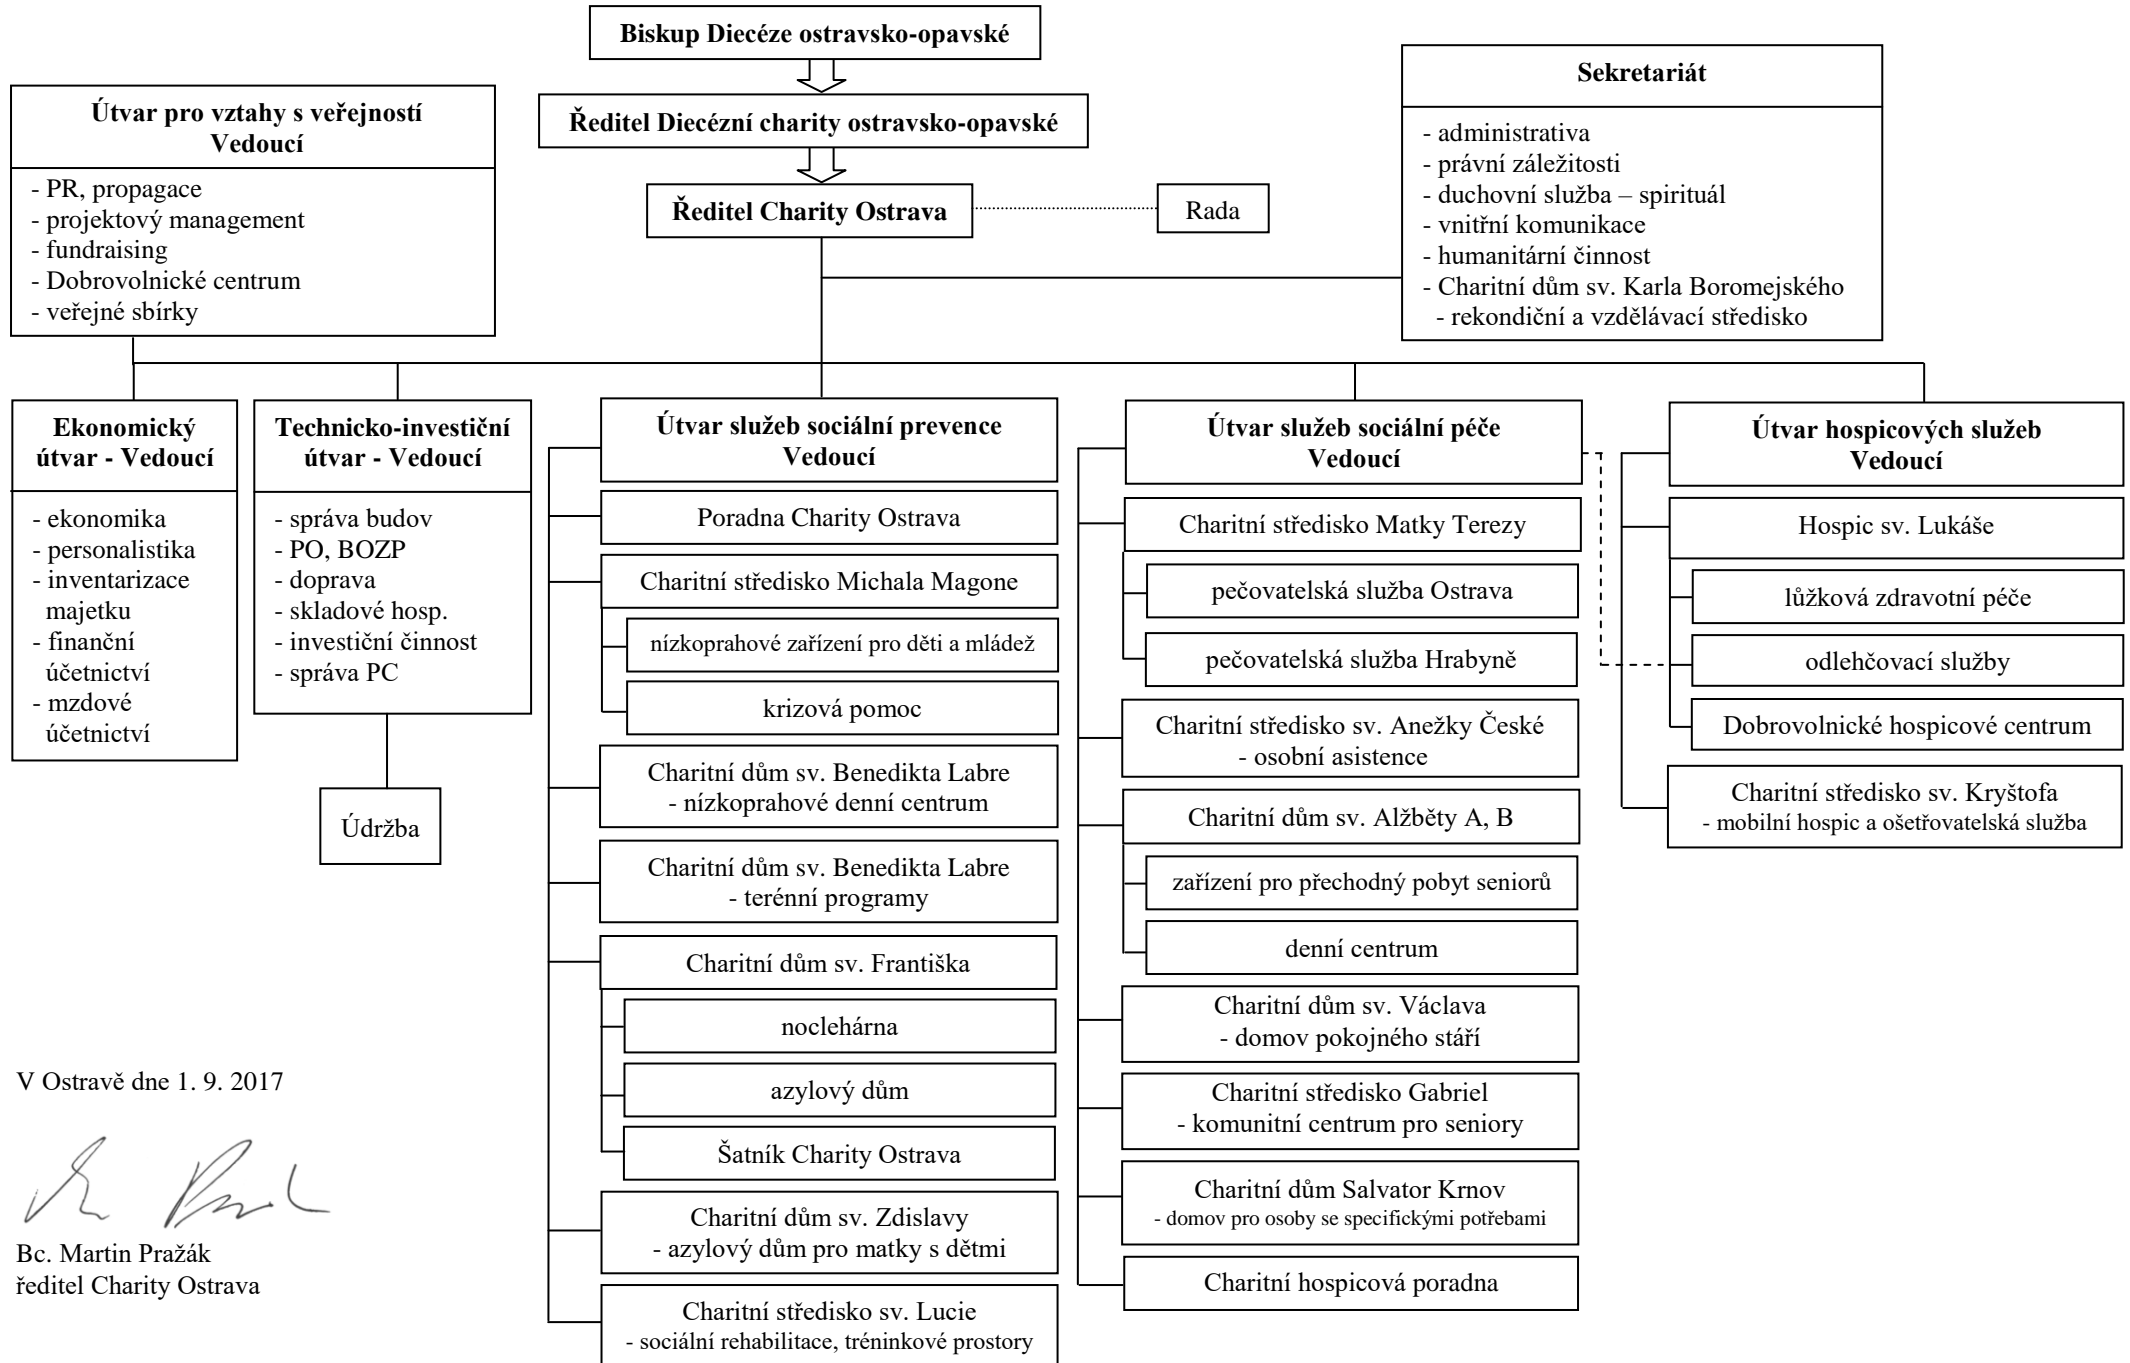 Biskup Diecéze ostravsko-opavské
Ředitel Diecézní charity ostravsko-opavské
Ředitel Charity Ostrava
Rada
Sekretariát
- administrativa
- právní záležitosti
- duchovní služba – spirituál
- vnitřní komunikace
- humanitární činnost
- Charitní dům sv. Karla Boromejského
- rekondiční a vzdělávací středisko
Útvar pro vztahy s veřejností
Vedoucí
- PR, propagace
- projektový management
- fundraising
- Dobrovolnické centrum
- veřejné sbírky
Ekonomický
útvar - Vedoucí
- ekonomika
- personalistika
- inventarizace
majetku
- finanční
účetnictví
- mzdové
účetnictví
Technicko-investiční
útvar - Vedoucí
- správa budov
- PO, BOZP
- doprava
- skladové hosp.
- investiční činnost
- správa PC
Údržba
Útvar služeb sociální prevence
Vedoucí
Poradna Charity Ostrava
Charitní středisko Michala Magone
nízkoprahové zařízení pro děti a mládež
krizová pomoc
Charitní dům sv. Benedikta Labre
- nízkoprahové denní centrum
Charitní dům sv. Benedikta Labre
- terénní programy
Charitní dům sv. Františka
noclehárna
azylový dům
Šatník Charity Ostrava
Charitní dům sv. Zdislavy
- azylový dům pro matky s dětmi
Charitní středisko sv. Lucie
- sociální rehabilitace, tréninkové prostory
Útvar služeb sociální péče
Vedoucí
Charitní středisko Matky Terezy
pečovatelská služba Ostrava
pečovatelská služba Hrabyně
Charitní středisko sv. Anežky České
- osobní asistence
Charitní dům sv. Alžběty A, B
zařízení pro přechodný pobyt seniorů
denní centrum
Charitní dům sv. Václava
- domov pokojného stáří
Charitní středisko Gabriel
- komunitní centrum pro seniory
Charitní dům Salvator Krnov
- domov pro osoby se specifickými potřebami
Charitní hospicová poradna
Útvar hospicových služeb
Vedoucí
Hospic sv. Lukáše
lůžková zdravotní péče
odlehčovací služby
Dobrovolnické hospicové centrum
Charitní středisko sv. Kryštofa
- mobilní hospic a ošetřovatelská služba
V Ostravě dne 1. 9. 2017
Bc. Martin Pražák
ředitel Charity Ostrava